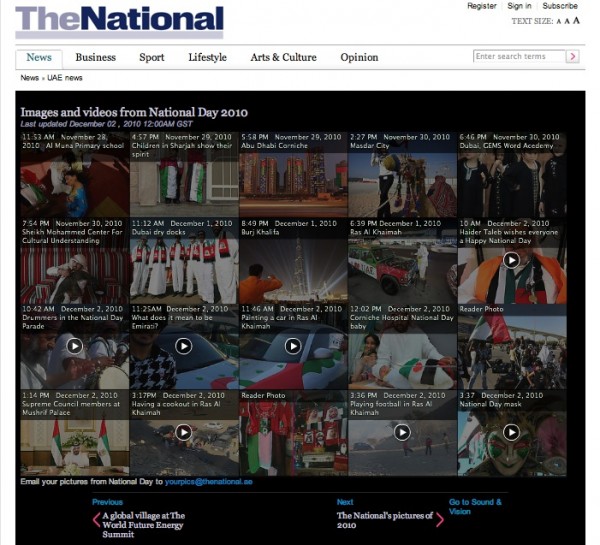 TheNational
Register Sign in Subscribe
TEXT SIZE: A A A
News Business Sport Lifestyle Arts & Culture Opinion
Enter search terms
News » UAE news
Images and videos from National Day 2010
Last updated December 02 , 2010 12:00AM GST
11:53 AM November 28,
2010 Al Muna Primary school
4:57 PM November 29, 2010
Children in Sharjah show their
spirit
5:58 PM November 29, 2010
Abu Dhabi Corniche
2:27 PM November 30, 2010
Masdar City
6:46 PM November 30, 2010
Dubai, GEMS Word Acedemy
7:54 PM November 30, 2010
Sheikh Mohammed Center For
Cultural Understanding
11:12 AM December 1, 2010
Dubai dry docks
8:49 PM December 1, 2010
Burj Khalifa
6:39 PM December 1, 2010
Ras Al Khaimah
10 AM December 2, 2010
Haider Taleb wishes everyone
a Happy National Day
10:42 AM December 2, 2010
Drummers in the National Day
Parade
11:25AM December 2, 2010
What does it mean to be
Emirati?
11:46 AM December 2, 2010
Painting a car in Ras Al
Khaimah
12:02 PM December 2, 2010
Corniche Hospital National Day
baby
Reader Photo
1:14 PM December 2, 2010
Supreme Council members at
Mushrif Palace
3:17PM December 2, 2010
Having a cookout in Ras Al
Khaimah
Reader Photo
3:36 PM December 2, 2010
Playing football in Ras Al
Khaimah
3:37 December 2, 2010
National Day mask
Email your pictures from National Day to yourpics@thenational.ae
Previous
A global village at The
World Future Energy
Summit
Next
The National's pictures of
2010
Go to Sound &
Vision